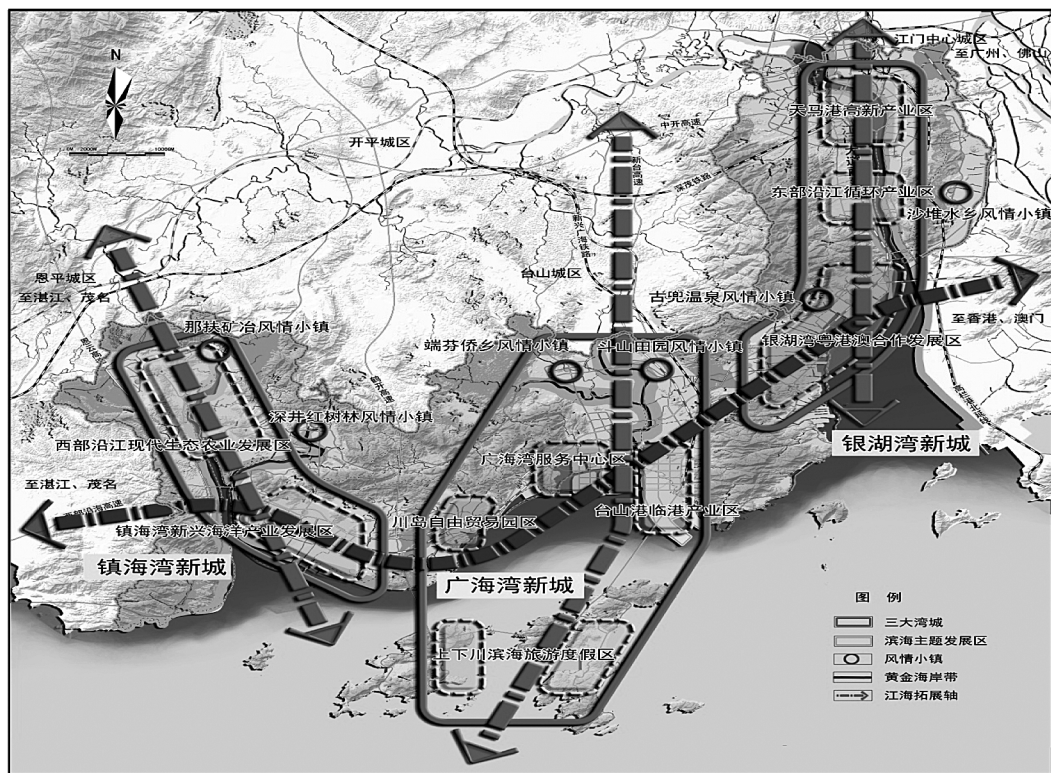 江门中心城区
至广州、佛山
N
天马港高新产业区
中开高速
开平城区
新台高速
深茂铁路
东部沿江循环产业区
沙堆水乡风情小镇
新兴广海铁路
恩平城区
台山城区
至湛江、茂名
古兜温泉风情小镇
至香港、澳门
那扶矿冶风情小镇
端芬侨乡风情小镇
斗山田园风情小镇
银湖湾粤港澳合作发展区
深井红树林风情小镇
西部沿江现代生态农业发展区
银湖湾新城
广海湾服务中心区
至湛江、茂名
西部沿海高速
川岛自由贸易园区
台山港临港产业区
镇海湾新兴海洋产业发展区
镇海湾新城
广海湾新城
上下川滨海旅游度假区
图 例
三大湾城
滨海主题发展区
风情小镇
黄金海岸带
江海拓展轴